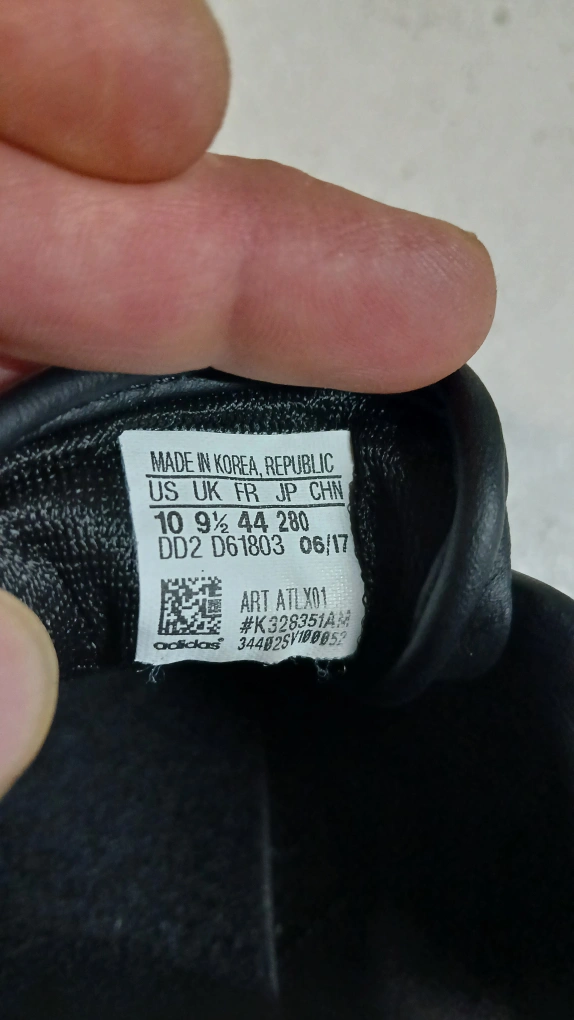 MADE IN KOREA, REPUBLIC
US UK FR JP CHN
10 9½ 44 280
DD2 D61803 06/17
ART ATLX01
#K328351AM
adidas® 34402SV100052